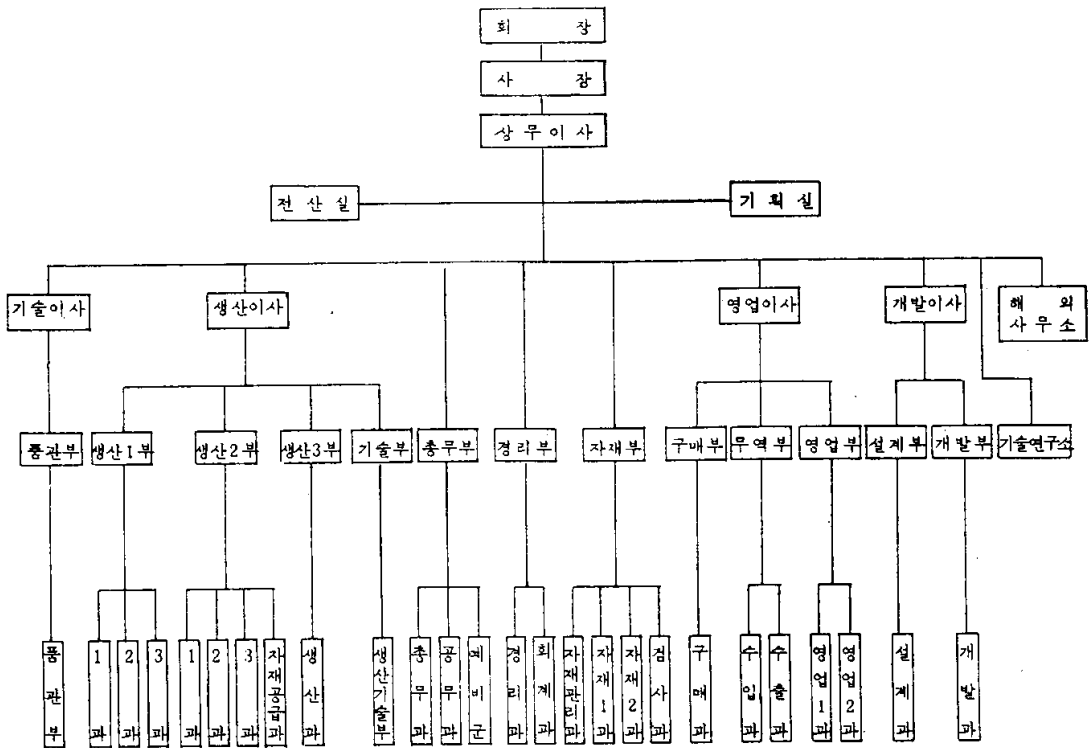 회 장
사 장
상 무 이 사
전 산 실
기 획 실
기술이사
생산이사
영업이사
개발이사
해 외
사 무 소
품관부
생산1부
생산2부
생산3부
기술부
총무부
경리부
자재부
구매부
무역부
영업부
설계부
개발부
기술연구소
품관부
1과
2과
3과
1과
2과
3과
자재공급과
생산과
생산기술부
총무과
공무과
예비군
경리과
회계과
자재관리과
자재1과
자재2과
검사과
구매과
수입과
수출과
영업1과
영업2과
설계과
개발과